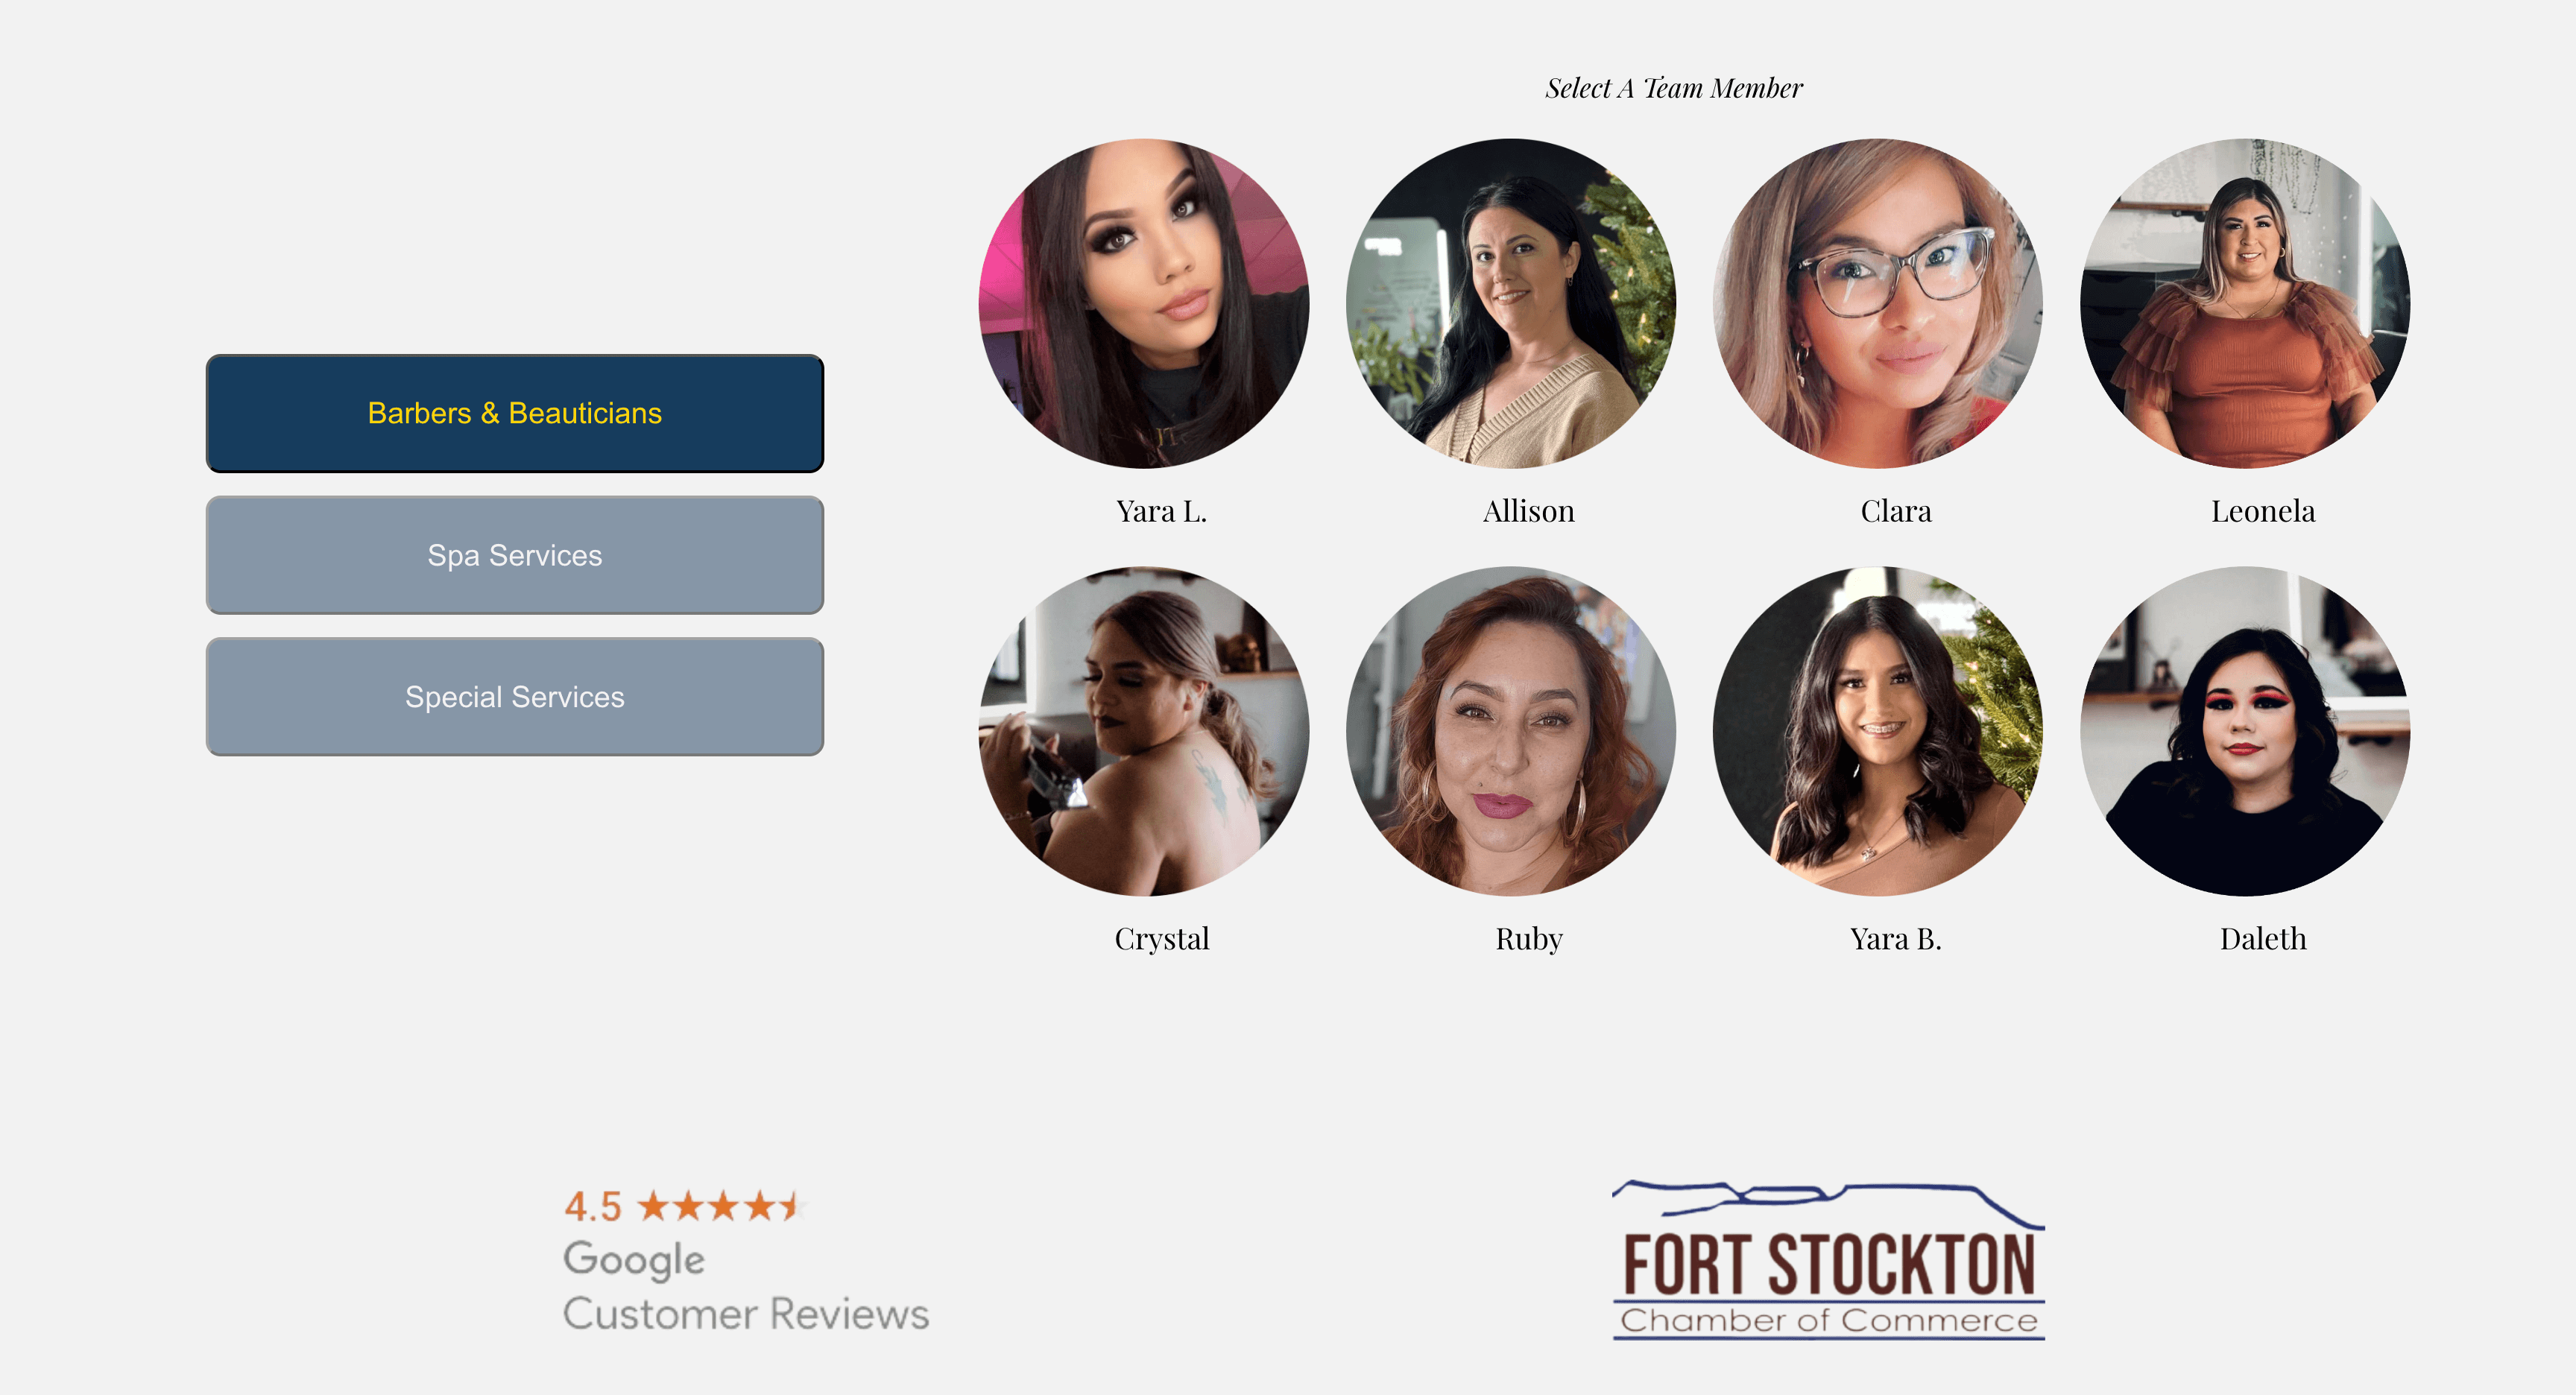 Select A Team Member
Barbers & Beauticians
Spa Services
Special Services
Yara L.
Allison
Clara
Leonela
Crystal
Ruby
Yara B.
Daleth
4.5
Google
Customer Reviews
FORT STOCKTON
Chamber of Commerce